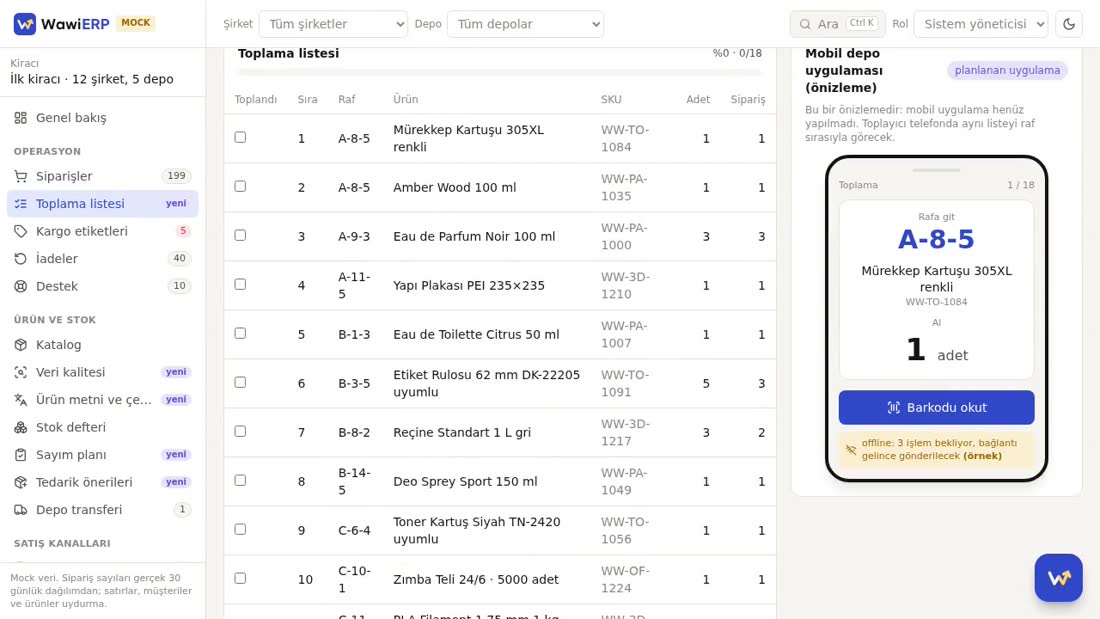 WawiERP MOCK
Şirket Tüm şirketler Depo Tüm depolar Ara Ctrl K Rol Sistem yöneticisi
Kiracı
İlk kiracı · 12 şirket, 5 depo
Genel bakış
OPERASYON
Siparişler 199
Toplama listesi yeni
Kargo etiketleri 5
İadeler 40
Destek 10
ÜRÜN VE STOK
Katalog
Veri kalitesi yeni
Ürün metni ve çe... yeni
Stok defteri
Sayım planı yeni
Tedarik önerileri yeni
Depo transferi 1
SATIŞ KANALLARI
Mock veri. Sipariş sayıları gerçek 30
günlük dağılımdan; satırlar, müşteriler
ve ürünler uydurma.
Toplama listesi %0 · 0/18
Toplandı Sıra Raf Ürün SKU Adet Sipariş
1 A-8-5 Mürekkep Kartuşu 305XL
renkli WW-TO-
1084 1 1
2 A-8-5 Amber Wood 100 ml WW-PA-
1035 1 1
3 A-9-3 Eau de Parfum Noir 100 ml WW-PA-
1000 3 3
4 A-11-
5 Yapı Plakası PEI 235×235 WW-3D-
1210 1 1
5 B-1-3 Eau de Toilette Citrus 50 ml WW-PA-
1007 1 1
6 B-3-5 Etiket Rulosu 62 mm DK-22205
uyumlu WW-TO-
1091 5 3
7 B-8-2 Reçine Standart 1 L gri WW-3D-
1217 3 2
8 B-14-
5 Deo Sprey Sport 150 ml WW-PA-
1049 1 1
9 C-6-4 Toner Kartuş Siyah TN-2420
uyumlu WW-TO-
1056 1 1
10 C-10-
1 Zımba Teli 24/6 · 5000 adet WW-OF-
1224 1 1
Mobil depo
uygulaması
(önizleme)
planlanan uygulama
Bu bir önizlemedir: mobil uygulama henüz
yapılmadı. Toplayıcı telefonda aynı listeyi raf
sırasıyla görecek.
Toplama 1 / 18
Rafa git
A-8-5
Mürekkep Kartuşu 305XL
renkli
WW-TO-1084
Al
1 adet
Barkodu okut
offline: 3 işlem bekliyor, bağlantı
gelince gönderilecek (örnek)